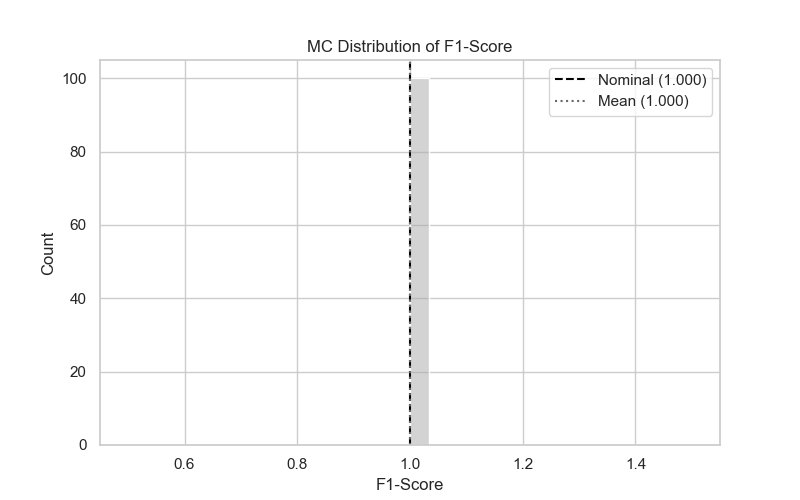 MC Distribution of F1-Score
Nominal (1.000)
Mean (1.000)
100
80
60
40
20
0
Count
0.6 0.8 1.0 1.2 1.4
F1-Score